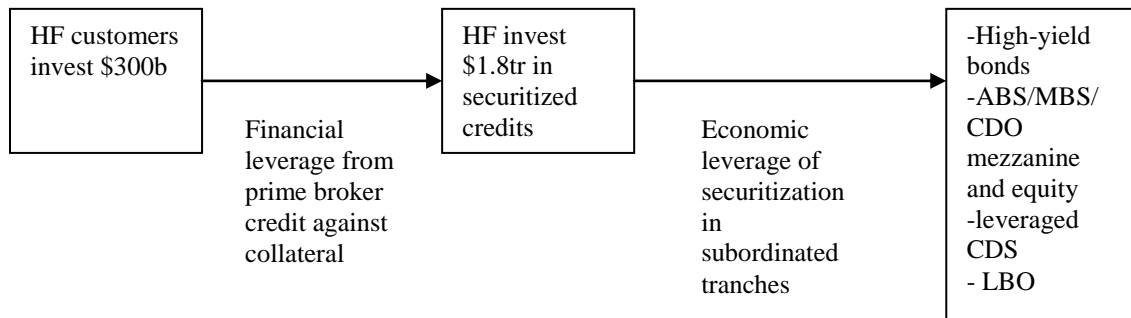 HF customers
invest $300b
Financial
leverage from
prime broker
credit against
collateral
HF invest
$1.8tr in
securitized
credits
Economic
leverage of
securitization
in
subordinated
tranches
-High-yield
bonds
-ABS/MBS/
CDO
mezzanine
and equity
-leveraged
CDS
- LBO